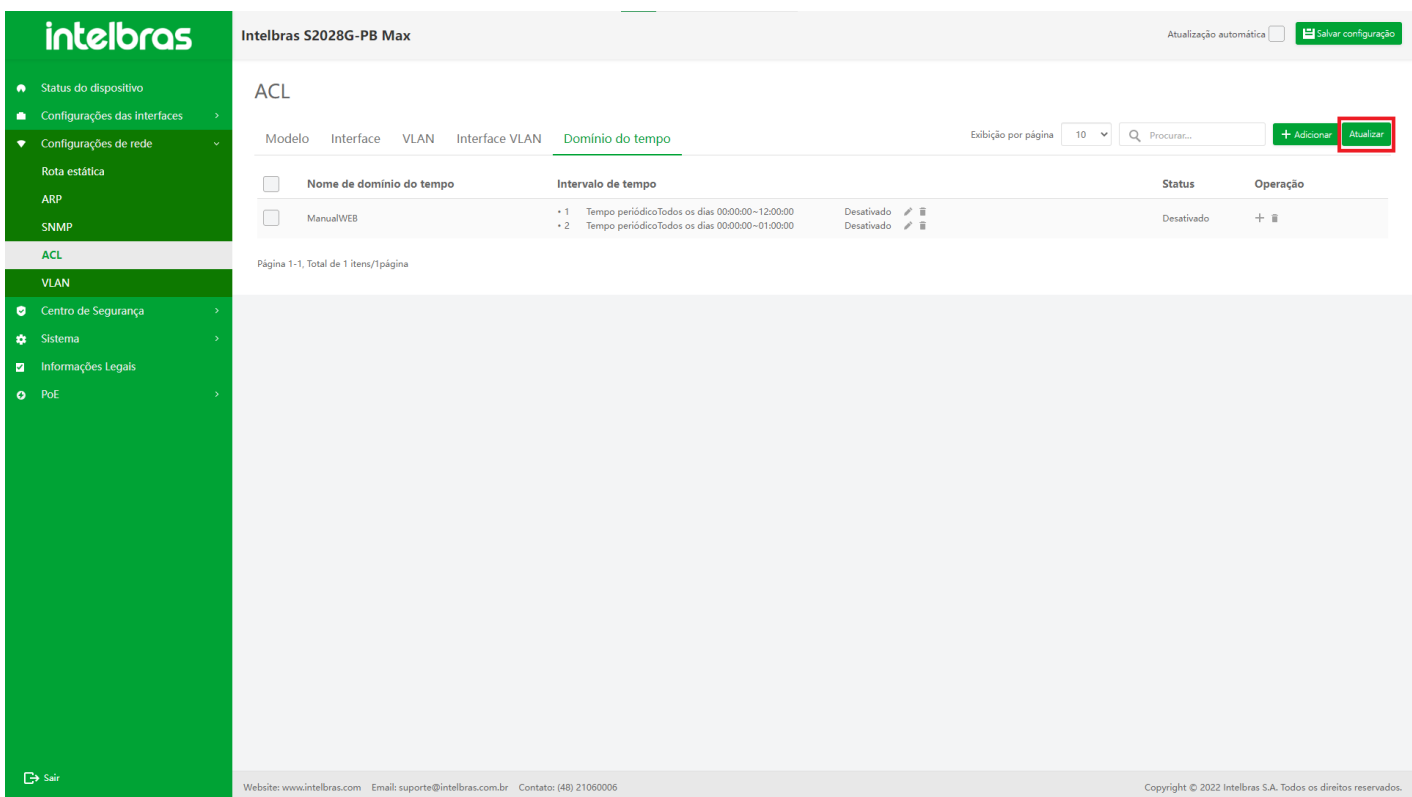 intelbras
Intelbras S2028G-PB Max
Atualização automática
Salvar configuração
Status do dispositivo
Configurações das interfaces
Configurações de rede
Rota estática
ARP
SNMP
ACL
VLAN
Centro de Segurança
Sistema
Informações Legais
PoE
Sair
ACL
Modelo Interface VLAN Interface VLAN Domínio do tempo
Exibição por página 10 Procurar... + Adicionar Atualizar
Nome de domínio do tempo Intervalo de tempo Status Operação
ManualWEB
• 1 Tempo periódicoTodos os dias 00:00:00~12:00:00 Desativado
• 2 Tempo periódicoTodos os dias 00:00:00~01:00:00 Desativado
Desativado
Página 1-1, Total de 1 itens/1página
Website: www.intelbras.com Email: suporte@intelbras.com.br Contato: (48) 21060006
Copyright © 2022 Intelbras S.A. Todos os direitos reservados.